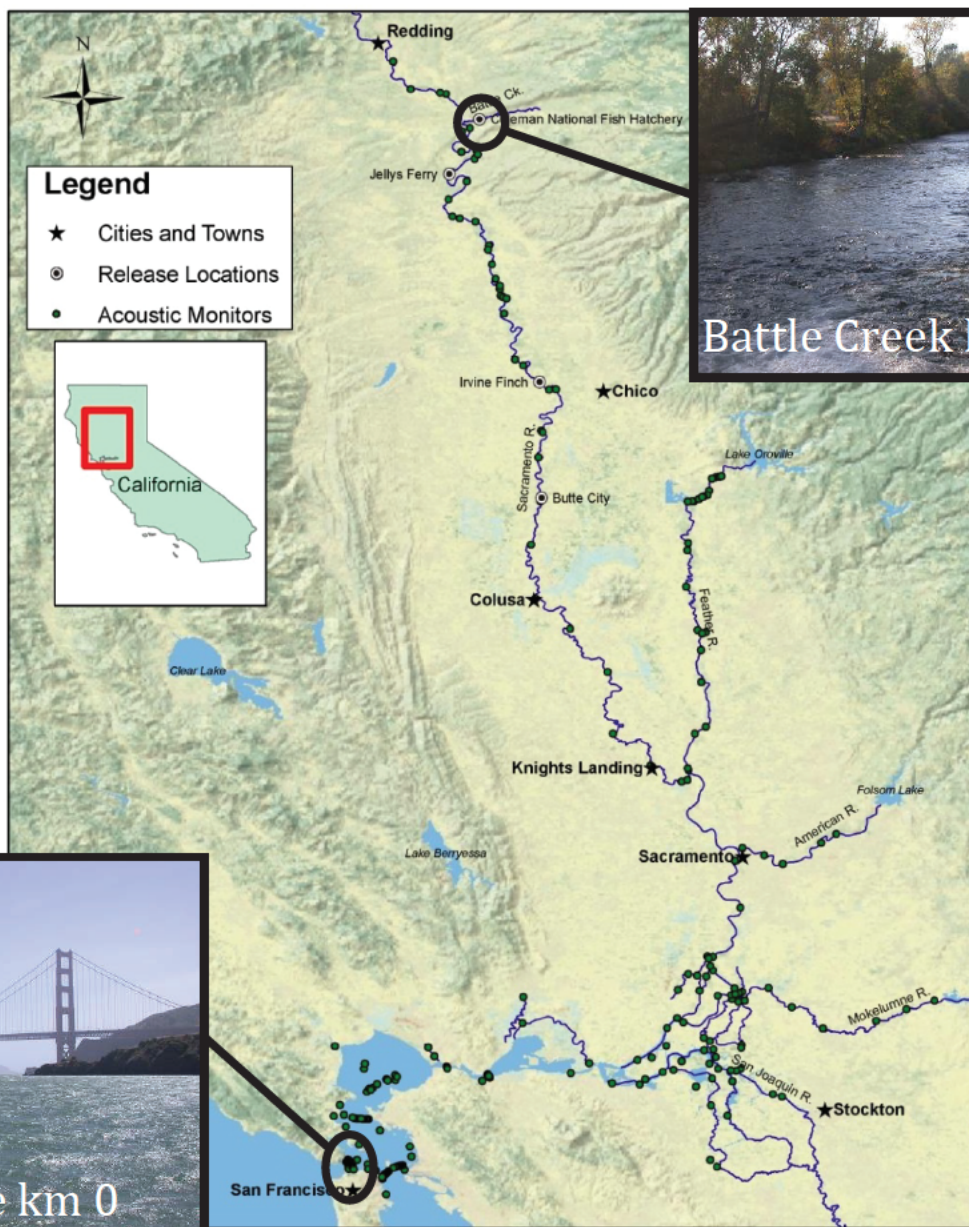 Redding
N
Battle Ck.
Coleman National Fish Hatchery
Jellys Ferry
Legend
Cities and Towns
Release Locations
Acoustic Monitors
Battle Creek
Irvine Finch
Chico
Sacramento R.
Lake Oroville
California
Butte City
Colusa
Feather R.
Clear Lake
Knights Landing
Folsom Lake
American R.
Lake Berryessa
Sacramento
Mokelumne R.
San Joaquin R.
Stockton
San Francisco
km 0